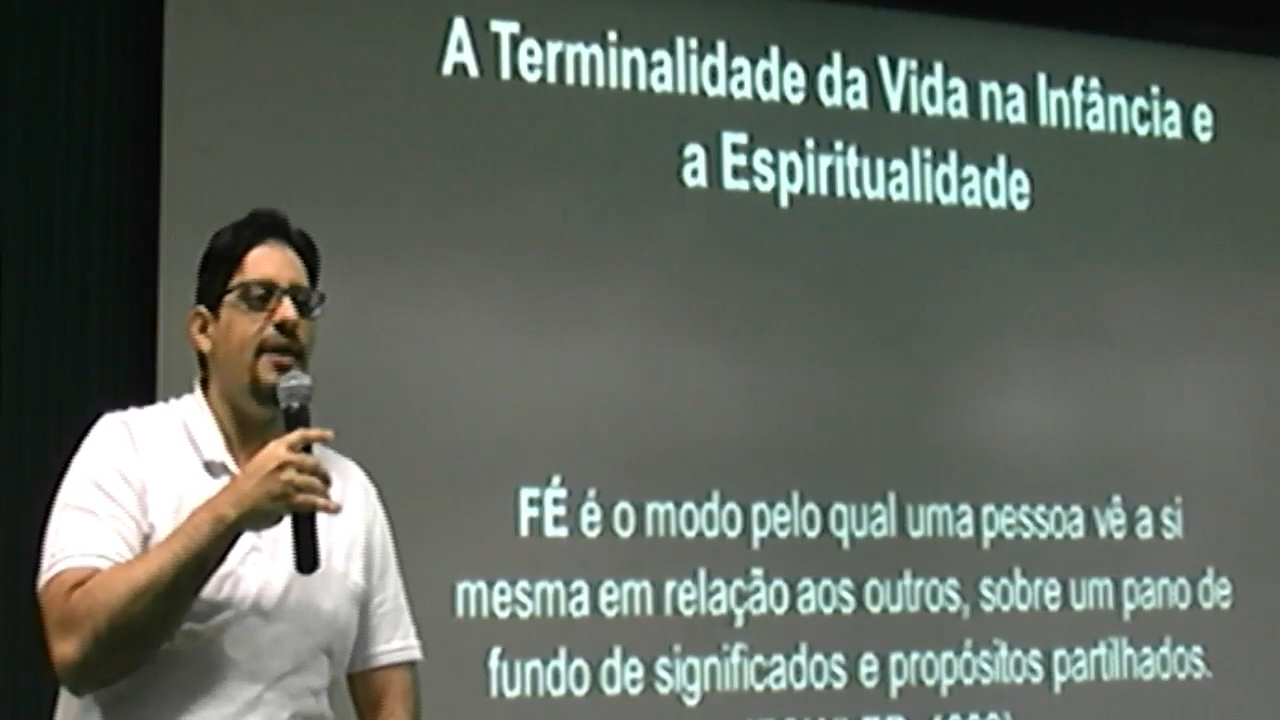 A Terminalidade da Vida na Infância e
a Espiritualidade
FÉ é o modo pelo qual uma pessoa vê a si
mesma em relação aos outros, sobre um pano de
fundo de significados e propósitos partilhados.